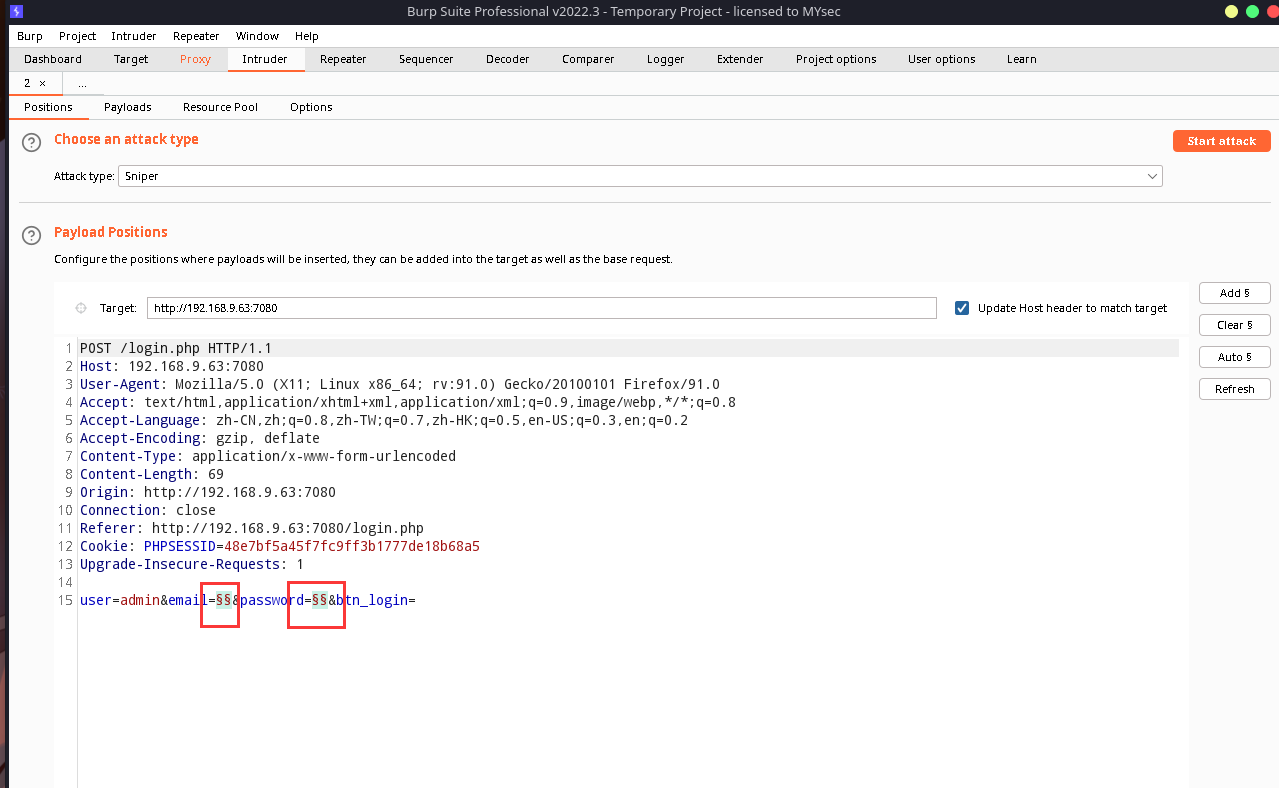 Burp Suite Professional v2022.3 - Temporary Project - licensed to MYsec
Burp Project Intruder Repeater Window Help
Dashboard Target Proxy Intruder Repeater Sequencer Decoder Comparer Logger Extender Project options User options Learn
2 × ...
Positions Payloads Resource Pool Options
? Choose an attack type Start attack
Attack type: Sniper
? Payload Positions
Configure the positions where payloads will be inserted, they can be added into the target as well as the base request.
Target: http://192.168.9.63:7080 Update Host header to match target
Add §
Clear §
Auto §
Refresh
1 POST /login.php HTTP/1.1
2 Host: 192.168.9.63:7080
3 User-Agent: Mozilla/5.0 (X11; Linux x86_64; rv:91.0) Gecko/20100101 Firefox/91.0
4 Accept: text/html,application/xhtml+xml,application/xml;q=0.9,image/webp,*/*;q=0.8
5 Accept-Language: zh-CN,zh;q=0.8,zh-TW;q=0.7,zh-HK;q=0.5,en-US;q=0.3,en;q=0.2
6 Accept-Encoding: gzip, deflate
7 Content-Type: application/x-www-form-urlencoded
8 Content-Length: 69
9 Origin: http://192.168.9.63:7080
10 Connection: close
11 Referer: http://192.168.9.63:7080/login.php
12 Cookie: PHPSESSID=48e7bf5a45f7fc9ff3b1777de18b68a5
13 Upgrade-Insecure-Requests: 1
14
15 user=admin&email=§§&password=§§&btn_login=